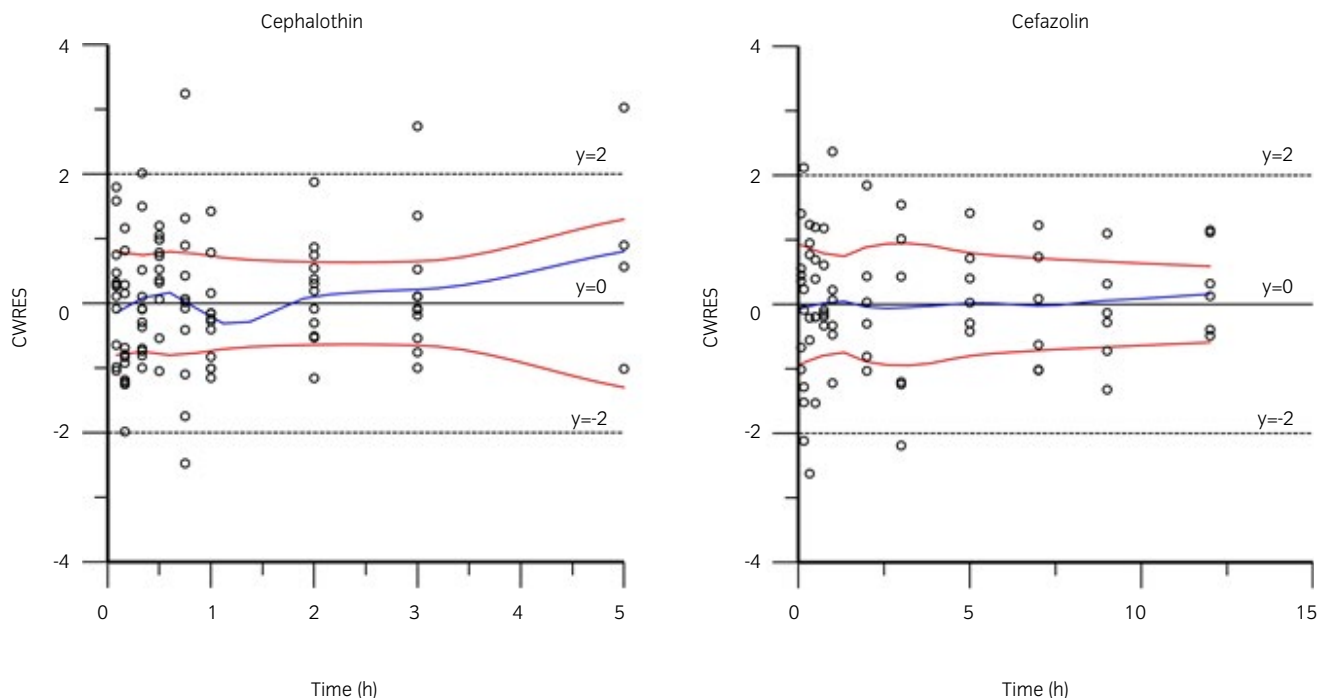 Cephalothin
4
2
0
-2
-4
CWRES
y=2
y=0
y=-2
0 1 2 3 4 5
Time (h)
Cefazolin
4
2
0
-2
-4
CWRES
y=2
y=0
y=-2
0 5 10 15
Time (h)